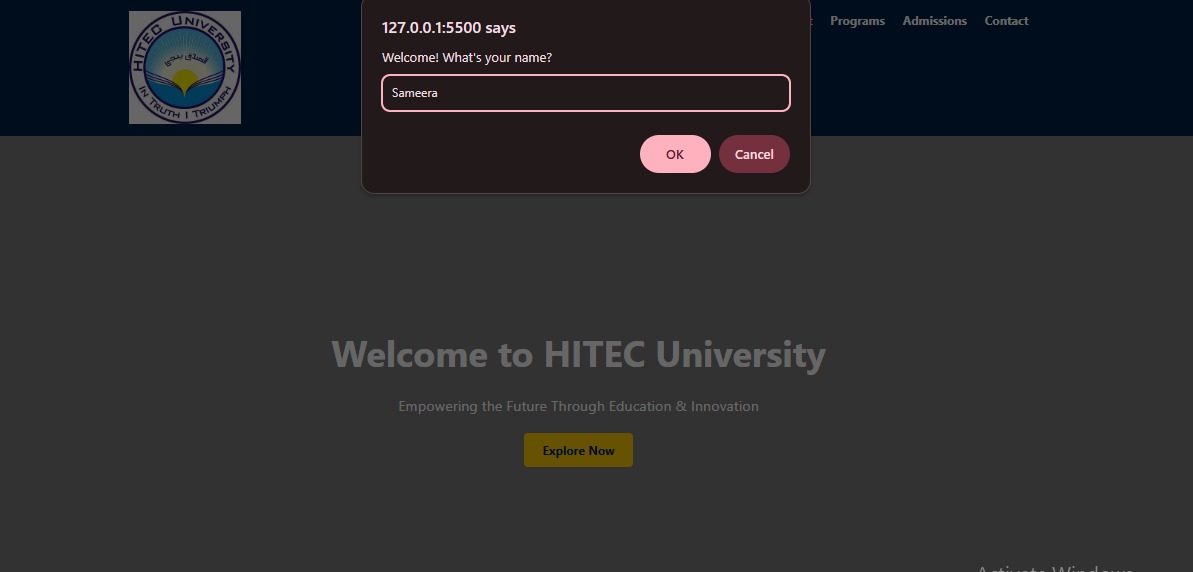 HITEC UNIVERSITY
IN TRUTH I TRIUMPH
127.0.0.1:5500 says
Welcome! What's your name?
Sameera
OK
Cancel
Programs
Admissions
Contact
Welcome to HITEC University
Empowering the Future Through Education & Innovation
Explore Now
Activate Windows